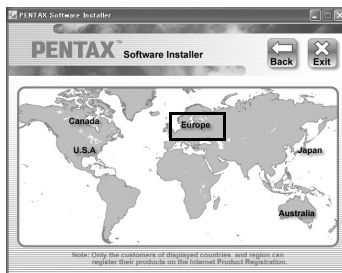 PENTAX Software Installer
PENTAX™ Software Installer
Back Exit
Canada
Europe
U.S.A
Japan
Australia
Note: Only the customers of displayed countries and region can
register their products on the Internet Product Registration.